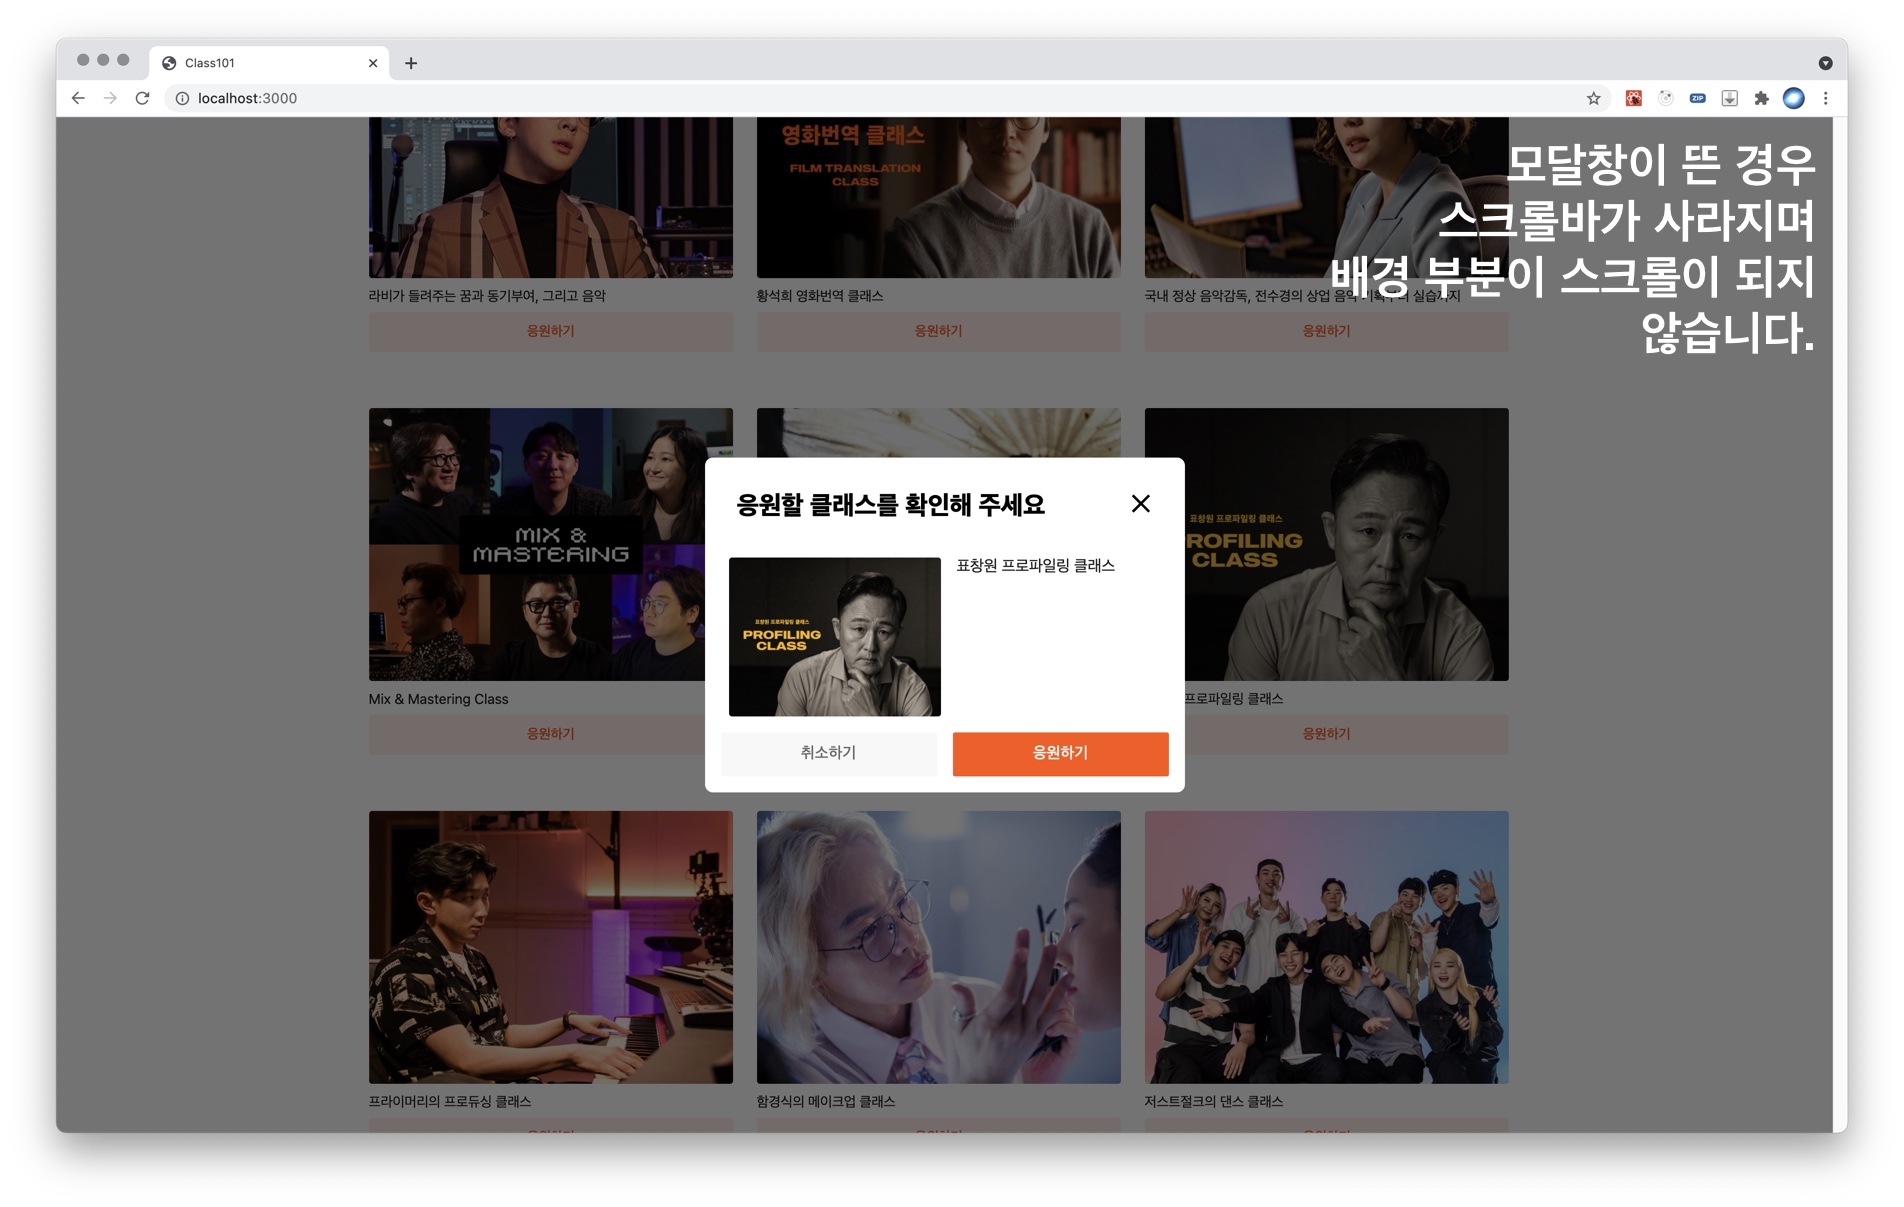 Class101
localhost:3000
ZIP
모달창이 뜬 경우
스크롤바가 사라지며
배경 부분이 스크롤이 되지
않습니다.
영화번역 클래스
FILM TRANSLATION
CLASS
라비가 들려주는 꿈과 동기부여, 그리고 음악
황석희 영화번역 클래스
국내 정상 음악감독, 전수경의 상업 음악 기획부터 실습까지
응원하기
응원하기
응원하기
MIX &
MASTERING
표창원 프로파일링 클래스
ROFILING
CLASS
응원할 클래스를 확인해 주세요
표창원 프로파일링 클래스
PROFILING
CLASS
표창원 프로파일링 클래스
취소하기
응원하기
Mix & Mastering Class
프로파일링 클래스
응원하기
응원하기
프라이머리의 프로듀싱 클래스
함경식의 메이크업 클래스
저스트절크의 댄스 클래스